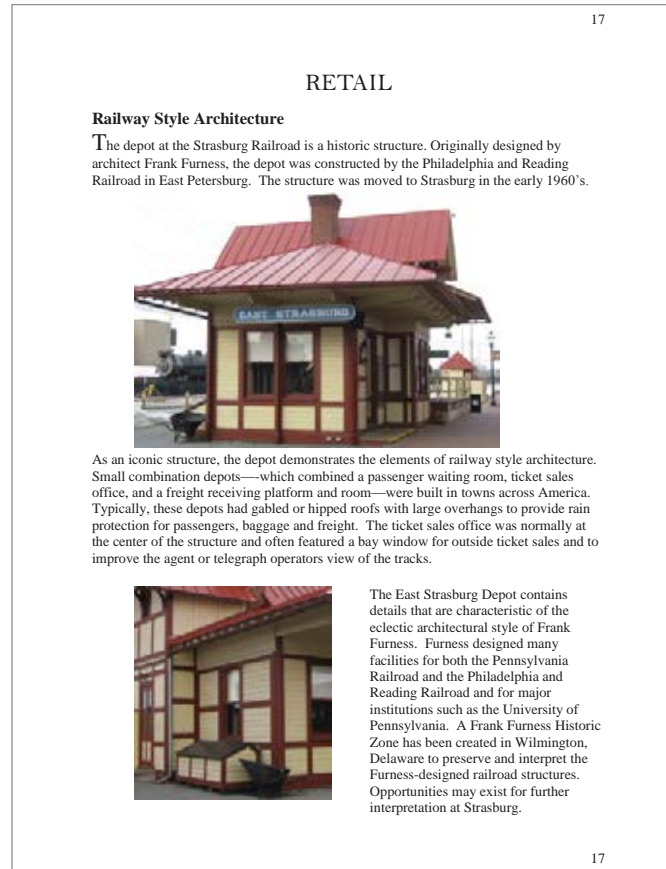 17
RETAIL
Railway Style Architecture
The depot at the Strasburg Railroad is a historic structure. Originally designed by
architect Frank Furness, the depot was constructed by the Philadelphia and Reading
Railroad in East Petersburg.  The structure was moved to Strasburg in the early 1960’s.
EAST STRASBURG
As an iconic structure, the depot demonstrates the elements of railway style architecture.
Small combination depots—-which combined a passenger waiting room, ticket sales
office, and a freight receiving platform and room—were built in towns across America.
Typically, these depots had gabled or hipped roofs with large overhangs to provide rain
protection for passengers, baggage and freight.  The ticket sales office was normally at
the center of the structure and often featured a bay window for outside ticket sales and to
improve the agent or telegraph operators view of the tracks.
The East Strasburg Depot contains
details that are characteristic of the
eclectic architectural style of Frank
Furness.  Furness designed many
facilities for both the Pennsylvania
Railroad and the Philadelphia and
Reading Railroad and for major
institutions such as the University of
Pennsylvania.  A Frank Furness Historic
Zone has been created in Wilmington,
Delaware to preserve and interpret the
Furness-designed railroad structures.
Opportunities may exist for further
interpretation at Strasburg.
17